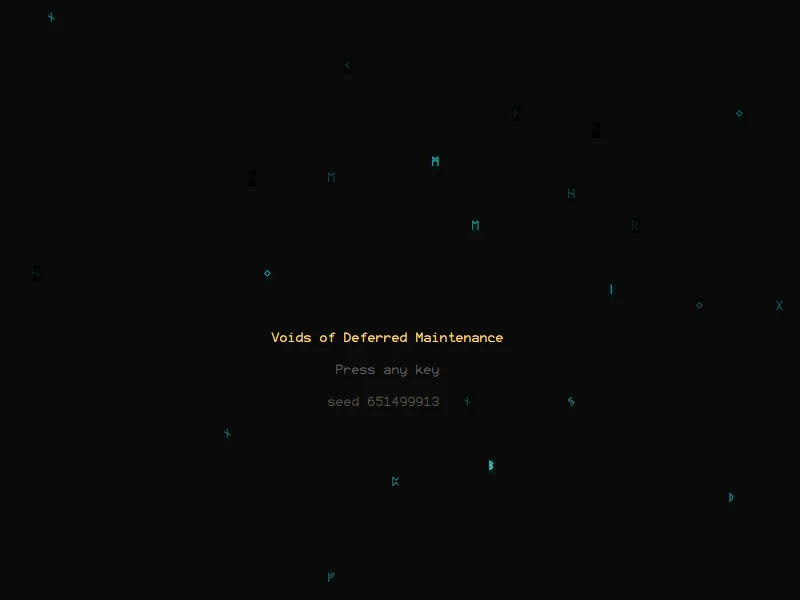 ᚾ
ᚲ
ᛜ
ᛗ
ᛖ
ᚺ
ᛖ
ᚱ
ᚺ
ᛜ
ᛁ
ᛜ
ᚷ
Voids of Deferred Maintenance
Press any key
seed 651499913 ᚾ ᛃ
ᚾ
ᛒ
ᛈ
ᚦ
ᚠ